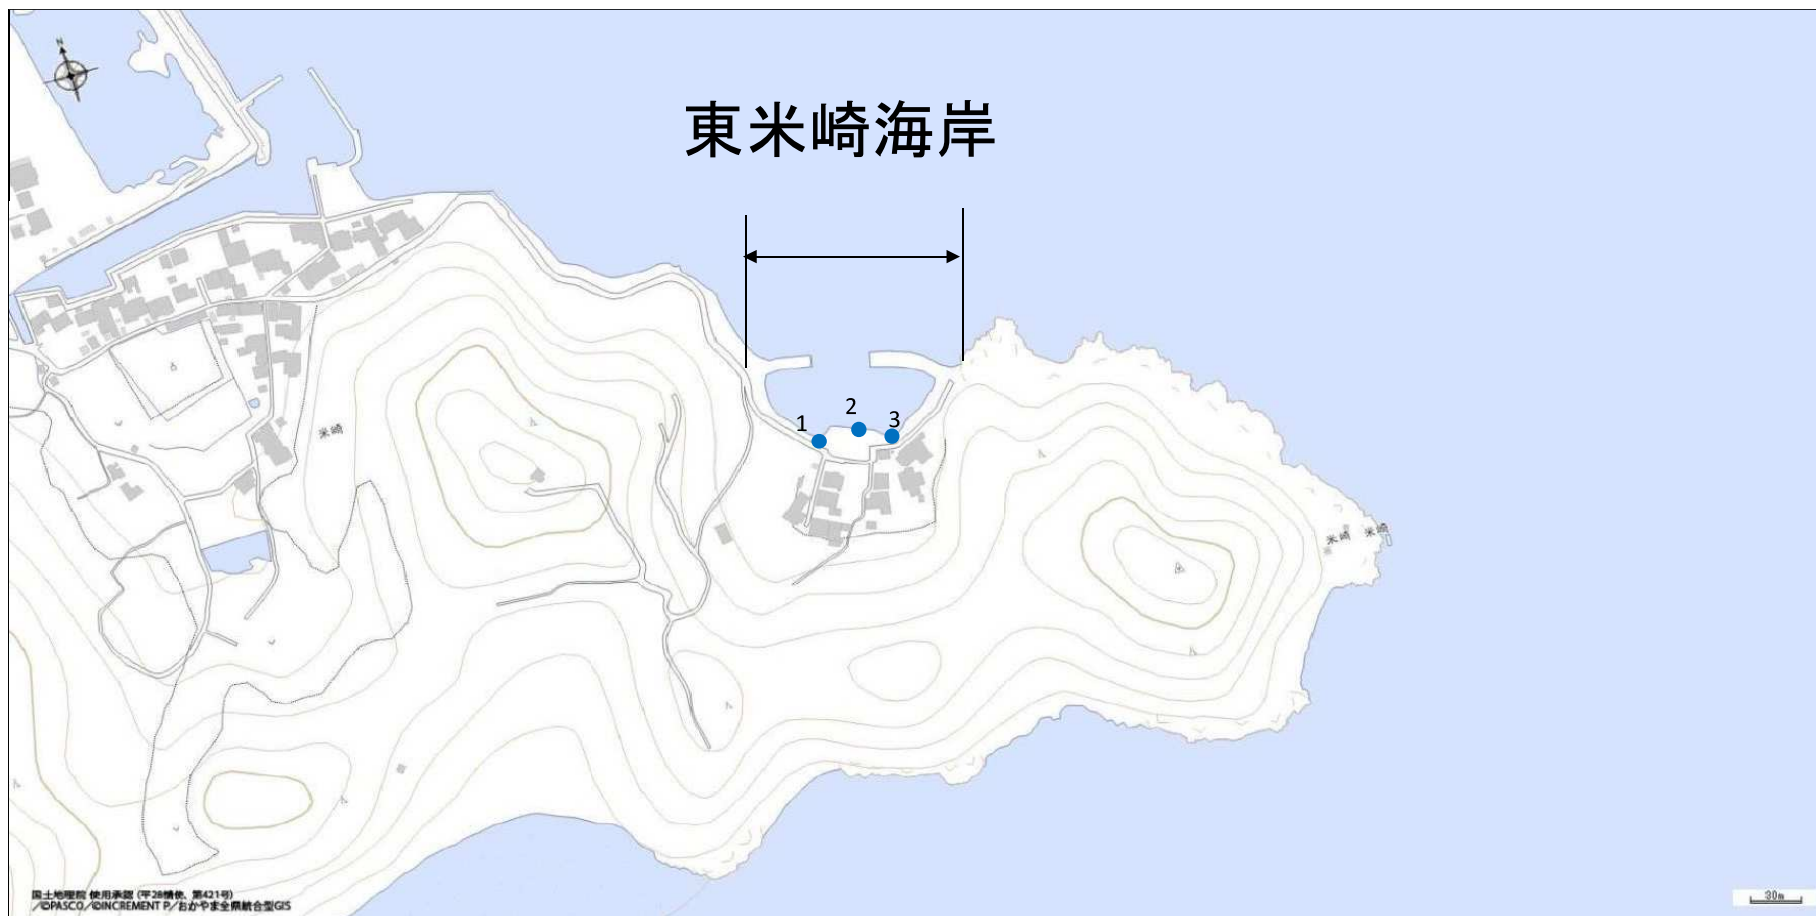 N
東米崎海岸
1
2
3
米崎
米崎 米崎
国土地理院 使用承認（平28情使、第421号）
／©PASCO／©INCREMENT P／おかやま全県統合型GIS
30m